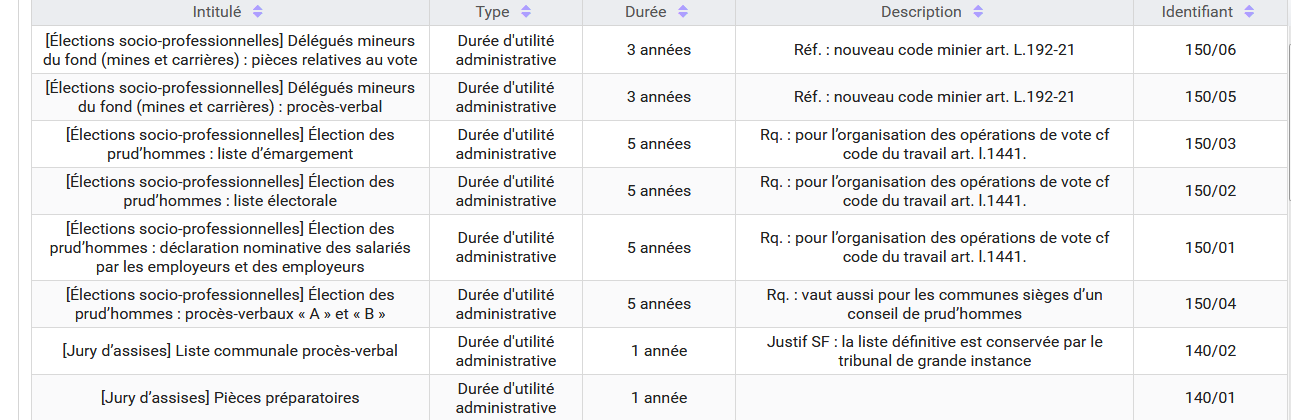 Intitulé Type Durée Description Identifiant
[Élections socio-professionnelles] Délégués mineurs
du fond (mines et carrières) : pièces relatives au vote
Durée d'utilité
administrative
3 années
Réf. : nouveau code minier art. L.192-21
150/06
[Élections socio-professionnelles] Délégués mineurs
du fond (mines et carrières) : procès-verbal
Durée d'utilité
administrative
3 années
Réf. : nouveau code minier art. L.192-21
150/05
[Élections socio-professionnelles] Élection des
prud’hommes : liste d’émargement
Durée d'utilité
administrative
5 années
Rq. : pour l’organisation des opérations de vote cf
code du travail art. l.1441.
150/03
[Élections socio-professionnelles] Élection des
prud’hommes : liste électorale
Durée d'utilité
administrative
5 années
Rq. : pour l’organisation des opérations de vote cf
code du travail art. l.1441.
150/02
[Élections socio-professionnelles] Élection des
prud’hommes : déclaration nominative des salariés
par les employeurs et des employeurs
Durée d'utilité
administrative
5 années
Rq. : pour l’organisation des opérations de vote cf
code du travail art. l.1441.
150/01
[Élections socio-professionnelles] Élection des
prud’hommes : procès-verbaux « A » et « B »
Durée d'utilité
administrative
5 années
Rq. : vaut aussi pour les communes sièges d’un
conseil de prud’hommes
150/04
[Jury d’assises] Liste communale procès-verbal
Durée d'utilité
administrative
1 année
Justif SF : la liste définitive est conservée par le
tribunal de grande instance
140/02
[Jury d’assises] Pièces préparatoires
Durée d'utilité
administrative
1 année
140/01